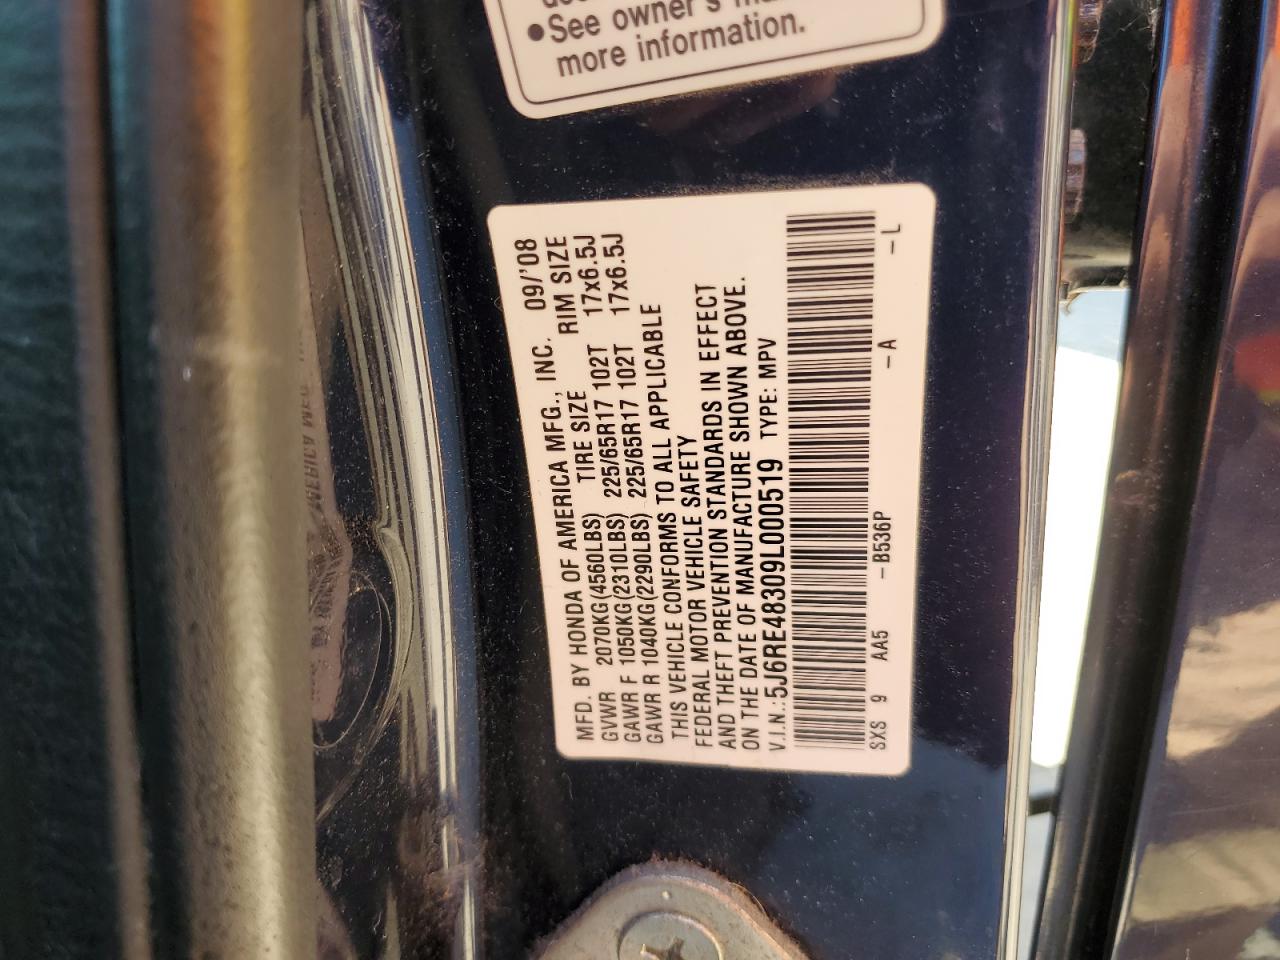 ●See owner's
more information.
MFD. BY HONDA OF AMERICA MFG., INC. 09/'08
GVWR 2070KG(4560LBS) TIRE SIZE RIM SIZE
GAWR F 1050KG(2310LBS) 225/65R17 102T 17x6.5J
GAWR R 1040KG(2290LBS) 225/65R17 102T 17x6.5J
THIS VEHICLE CONFORMS TO ALL APPLICABLE
FEDERAL MOTOR VEHICLE SAFETY
AND THEFT PREVENTION STANDARDS IN EFFECT
ON THE DATE OF MANUFACTURE SHOWN ABOVE.
V.I.N.:5J6RE48309L000519 TYPE: MPV
SXS 9 AA5 -B536P -A -L